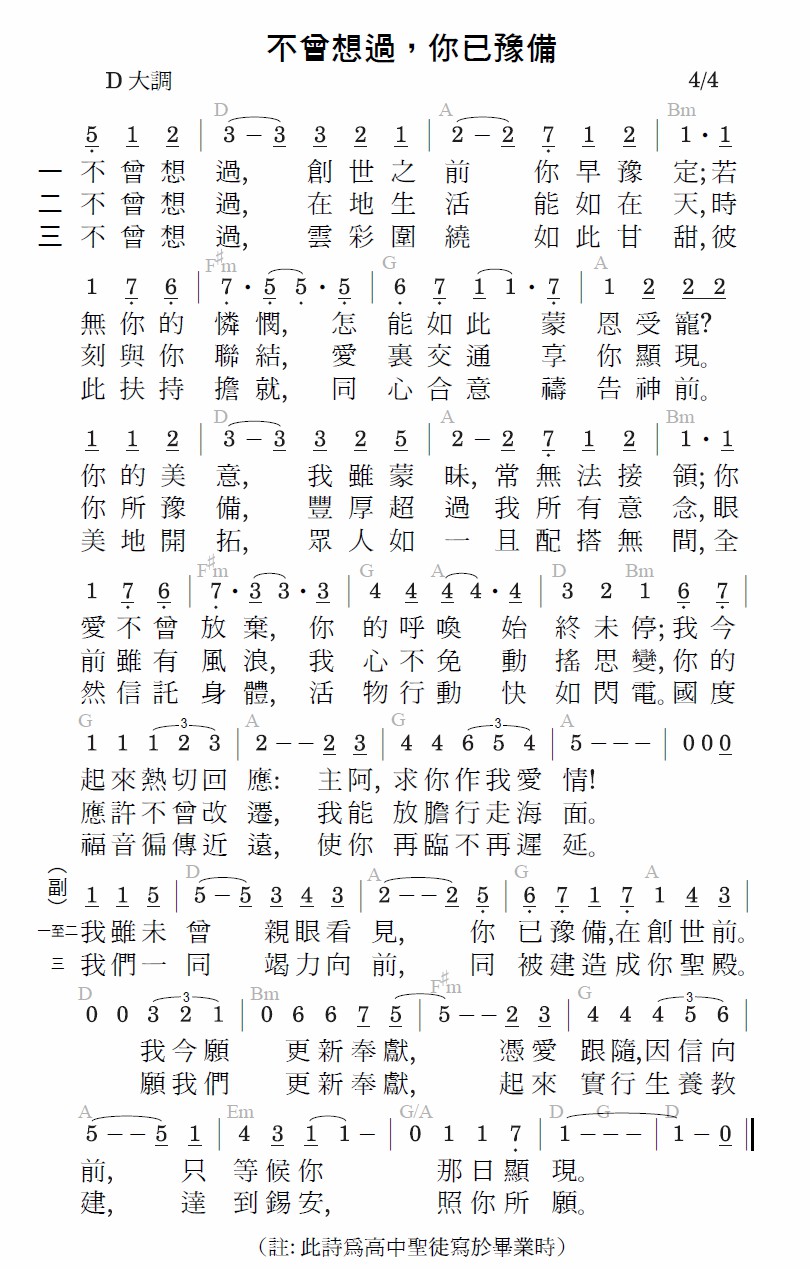 不曾想過，你已豫備
D 大調 4/4
D A Bm
5 1 2 | 3 - 3 3 2 1 | 2 - 2 7 1 2 | 1 • 1
一 不曾想過, 創世之前 你早豫定;若
二 不曾想過, 在地生活 能如在天,時
三 不曾想過, 雲彩圍繞 如此甘甜,彼
F♯m G A
1 7 6 | 7 • 5 5 • 5 | 6 7 1 1 • 7 | 1 2 2 2
無你的憐憫, 怎能如此 蒙恩受寵?
刻與你聯結, 愛裏交通 享你顯現。
此扶持擔就, 同心合意 禱告神前。
D A Bm
1 1 2 | 3 - 3 3 2 5 | 2 - 2 7 1 2 | 1 • 1
你的美意, 我雖蒙昧,常無法接領;你
你所豫備, 豐厚超過我所有意念,眼
美地開拓, 眾人如一且配搭無間,全
F♯m G A D Bm
1 7 6 | 7 • 3 3 • 3 | 4 4 4 4 • 4 | 3 2 1 6 7 |
愛不曾放棄, 你的呼喚始終未停;我今
前雖有風浪, 我心不免動搖思變,你的
然信託身體, 活物行動快如閃電。國度
G 3 A G 3 A
1 1 1 2 3 | 2 - - 2 3 | 4 4 6 5 4 | 5 - - - | 0 0 0
起來熱切回應: 主阿,求你作我愛情!
應許不曾改遷, 我能放膽行走海面。
福音徧傳近遠, 使你再臨不再遲延。
（副） D A G A
1 1 5 | 5 - 5 3 4 3 | 2 - - 2 5 | 6 7 1 7 1 4 3 |
一至二 我雖未曾 親眼看見, 你已豫備,在創世前。
三 我們一同 竭力向前, 同被建造成你聖殿。
D 3 Bm F♯m G 3
0 0 3 2 1 | 0 6 6 7 5 | 5 - - 2 3 | 4 4 4 5 6 |
我今願 更新奉獻, 憑愛跟隨,因信向
願我們 更新奉獻, 起來實行生養教
A Em G/A D G D
5 - - 5 1 | 4 3 1 1 - | 0 1 1 7 | 1 - - - | 1 - 0 ||
前, 只等候你 那日顯現。
建, 達到錫安, 照你所願。
（註: 此詩爲高中聖徒寫於畢業時）